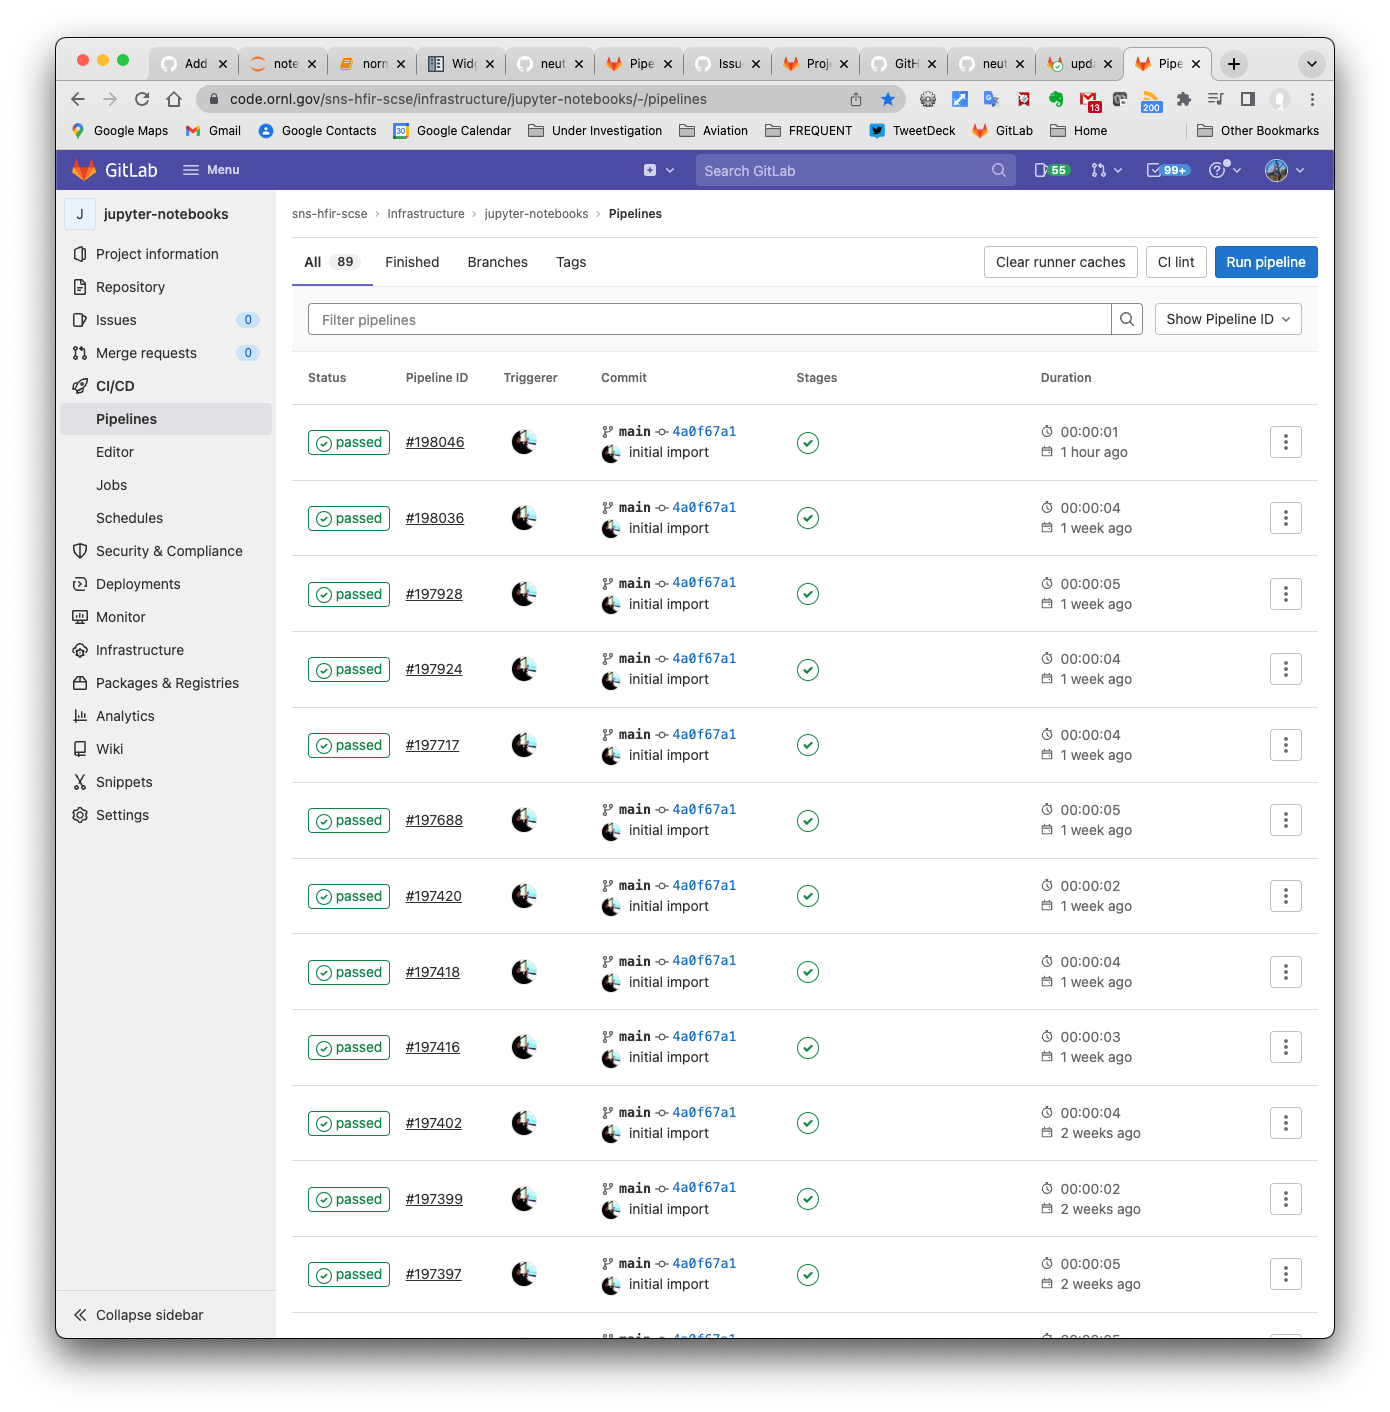 Add
note
norn
Widg
neut
Pipe
Issu
Proj
GitH
neut
upda
Pipe
code.ornl.gov/sns-hfir-scse/infrastructure/jupyter-notebooks/-/pipelines
13
200
Google Maps
Gmail
Google Contacts
30
Google Calendar
Under Investigation
Aviation
FREQUENT
TweetDeck
GitLab
Home
Other Bookmarks
GitLab
Menu
Search GitLab
55
99+
J
jupyter-notebooks
Project information
Repository
Issues 0
Merge requests 0
CI/CD
Pipelines
Editor
Jobs
Schedules
Security & Compliance
Deployments
Monitor
Infrastructure
Packages & Registries
Analytics
Wiki
Snippets
Settings
Collapse sidebar
sns-hfir-scse › Infrastructure › jupyter-notebooks › Pipelines
All 89 Finished Branches Tags
Clear runner caches
CI lint
Run pipeline
Filter pipelines
Show Pipeline ID
Status Pipeline ID Triggerer Commit Stages Duration
passed #198046 main 4a0f67a1 00:00:01
initial import 1 hour ago
passed #198036 main 4a0f67a1 00:00:04
initial import 1 week ago
passed #197928 main 4a0f67a1 00:00:05
initial import 1 week ago
passed #197924 main 4a0f67a1 00:00:04
initial import 1 week ago
passed #197717 main 4a0f67a1 00:00:04
initial import 1 week ago
passed #197688 main 4a0f67a1 00:00:05
initial import 1 week ago
passed #197420 main 4a0f67a1 00:00:02
initial import 1 week ago
passed #197418 main 4a0f67a1 00:00:04
initial import 1 week ago
passed #197416 main 4a0f67a1 00:00:03
initial import 1 week ago
passed #197402 main 4a0f67a1 00:00:04
initial import 2 weeks ago
passed #197399 main 4a0f67a1 00:00:02
initial import 2 weeks ago
passed #197397 main 4a0f67a1 00:00:05
initial import 2 weeks ago